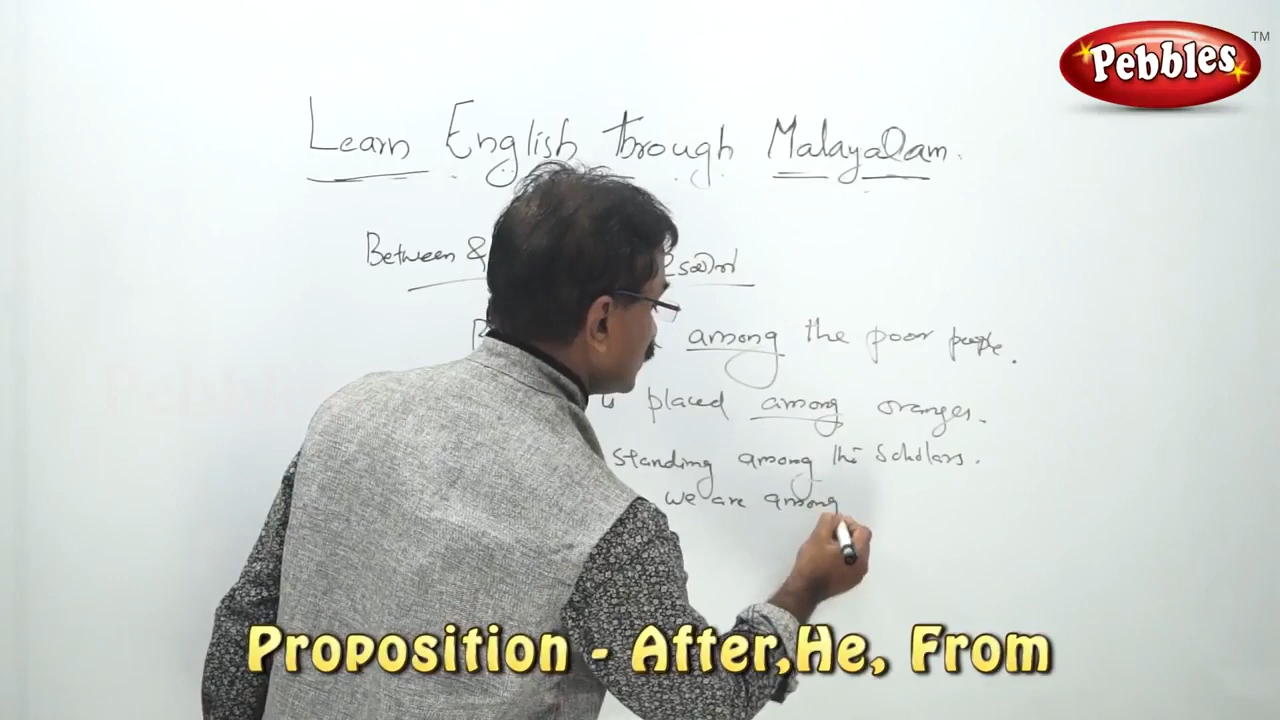 Pebbles TM
Learn English through Malayalam.
Between &
among the poor people.
is placed among oranges.
standing among the Scholars.
we are among
Proposition - After,He, From